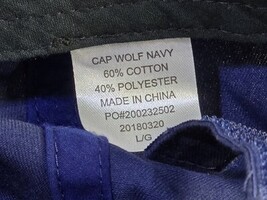 CAP WOLF NAVY
60% COTTON
40% POLYESTER
MADE IN CHINA
PO#200232502
20180320
L/G